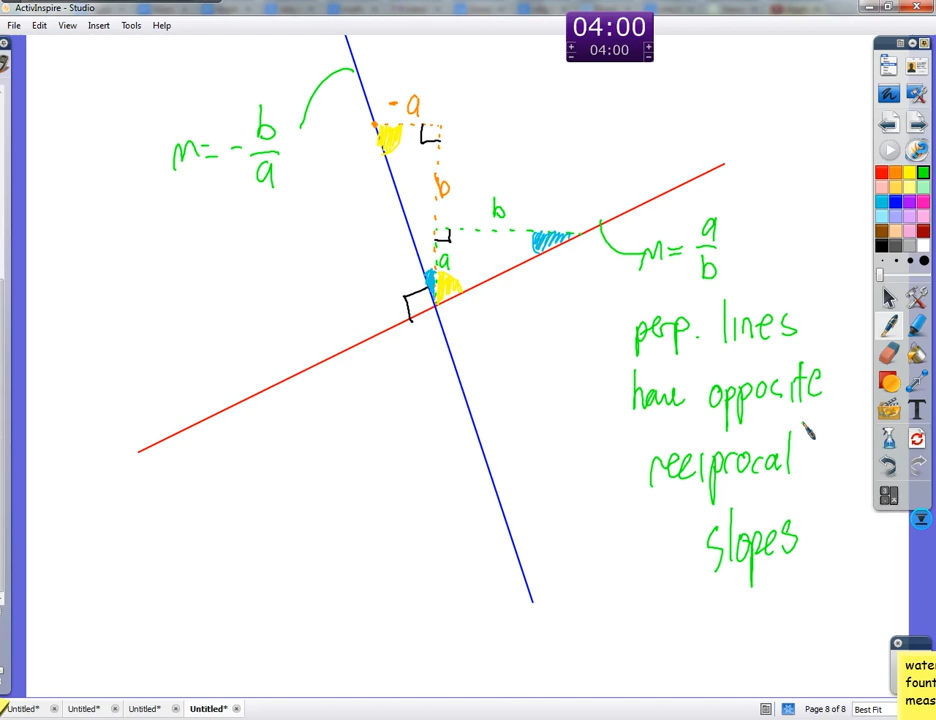 ActivInspire - Studio
File Edit View Insert Tools Help
04:00
04:00
- a
m = - b/a
b
b
a
m = a/b
perp. lines
have opposite
reciprocal
slopes
water
fount
meas
Untitled* Untitled* Untitled* Untitled*
Page 8 of 8 Best Fit